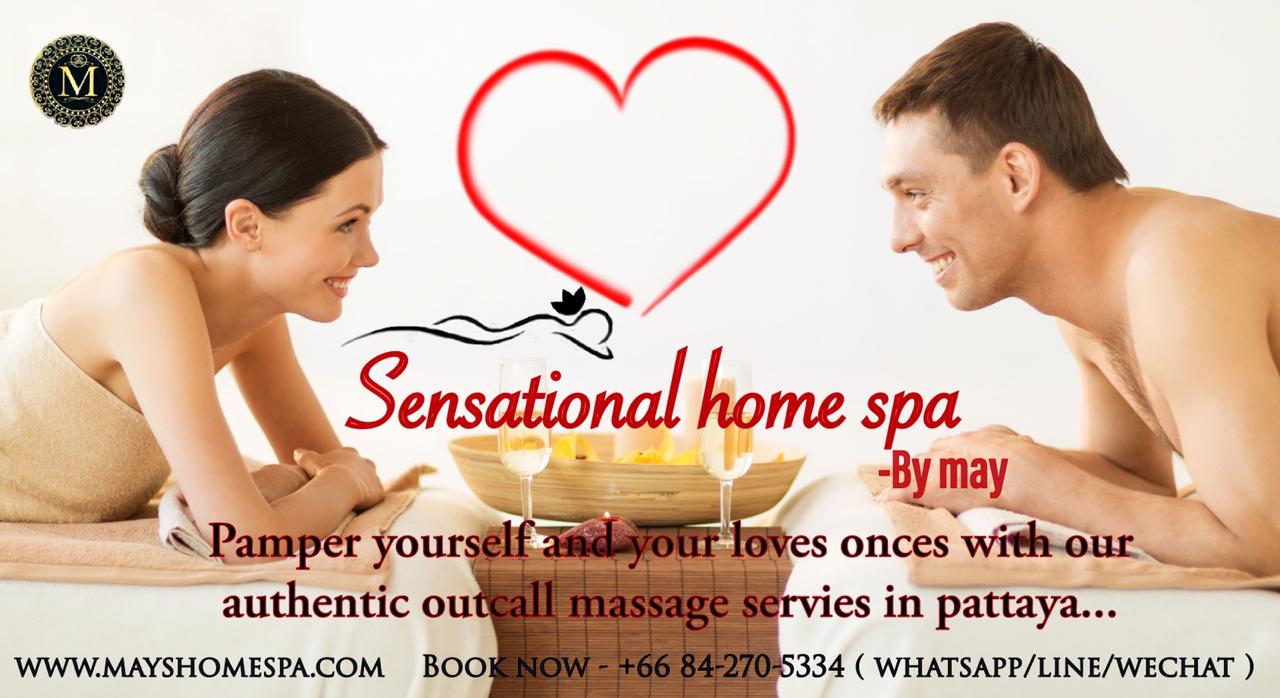 M
Sensational home spa
-By may
Pamper yourself and your loves onces with our
authentic outcall massage servies in pattaya...
WWW.MAYSHOMESPA.COM BOOK NOW - +66 84-270-5334 ( WHATSAPP/LINE/WECHAT )